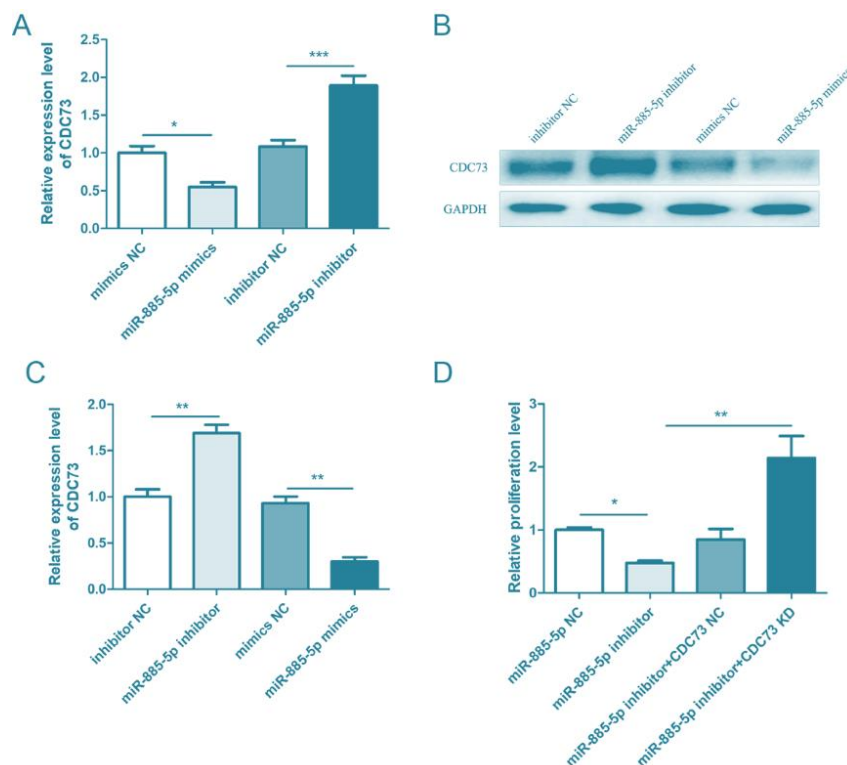 A
Relative expression level
of CDC73
2.5
2.0
1.5
1.0
0.5
0.0
*
***
mimics NC
miR-885-5p mimics
inhibitor NC
miR-885-5p inhibitor
B
inhibitor NC
miR-885-5p inhibitor
mimics NC
miR-885-5p mimics
CDC73
GAPDH
C
Relative expression level
of CDC73
2.0
1.5
1.0
0.5
0.0
**
**
inhibitor NC
miR-885-5p inhibitor
mimics NC
miR-885-5p mimics
D
Relative proliferation level
3
2
1
0
*
**
miR-885-5p NC
miR-885-5p inhibitor
miR-885-5p inhibitor+CDC73 NC
miR-885-5p inhibitor+CDC73 KD